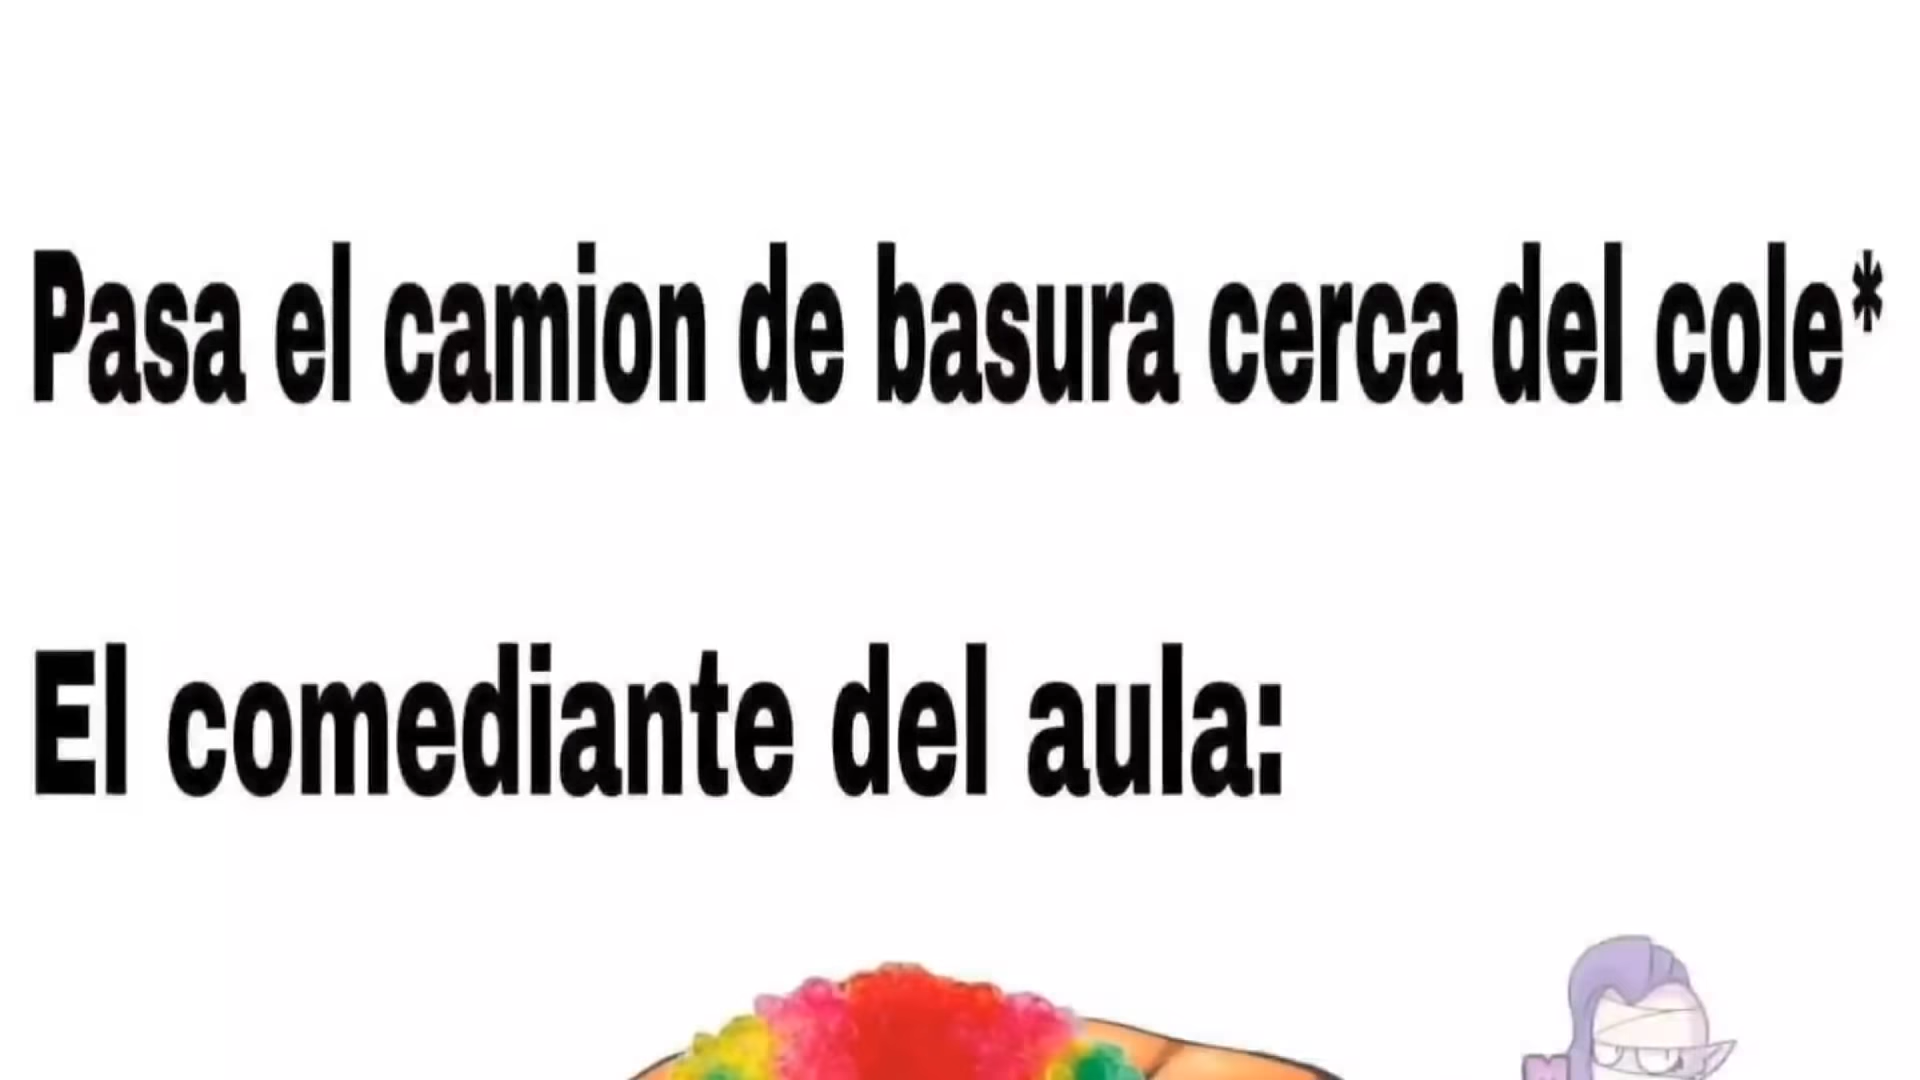 Pasa el camion de basura cerca del cole*
El comediante del aula: